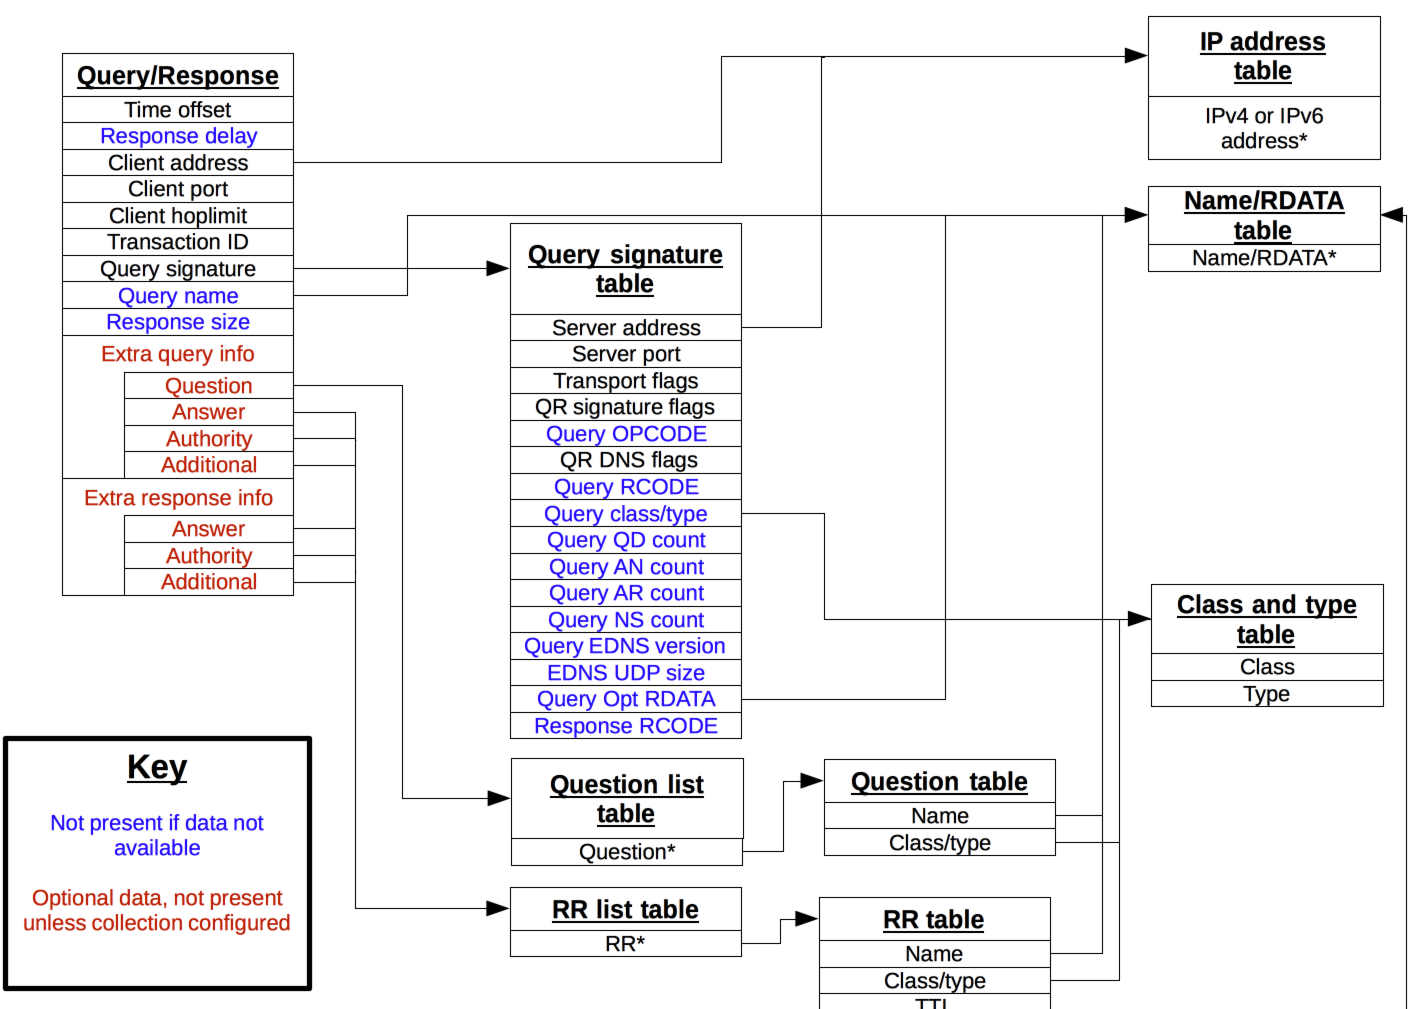 Query/Response
Time offset
Response delay
Client address
Client port
Client hoplimit
Transaction ID
Query signature
Query name
Response size
Extra query info
Question
Answer
Authority
Additional
Extra response info
Answer
Authority
Additional
Key
Not present if data not
available
Optional data, not present
unless collection configured
Query signature
table
Server address
Server port
Transport flags
QR signature flags
Query OPCODE
QR DNS flags
Query RCODE
Query class/type
Query QD count
Query AN count
Query AR count
Query NS count
Query EDNS version
EDNS UDP size
Query Opt RDATA
Response RCODE
Question list
table
Question*
RR list table
RR*
Question table
Name
Class/type
RR table
Name
Class/type
TTL
IP address
table
IPv4 or IPv6
address*
Name/RDATA
table
Name/RDATA*
Class and type
table
Class
Type